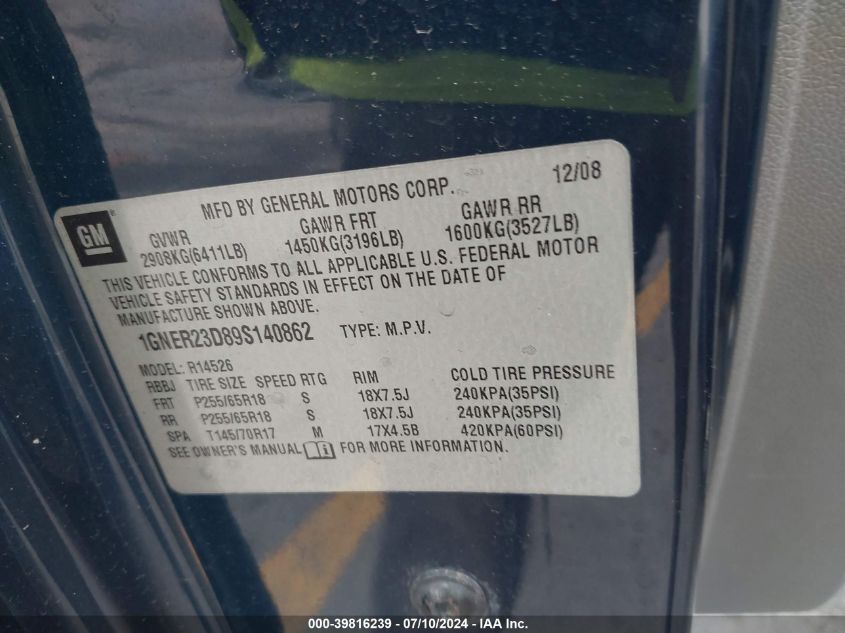 MFD BY GENERAL MOTORS CORP. 12/08
GM
GVWR GAWR FRT GAWR RR
2908KG(6411LB) 1450KG(3196LB) 1600KG(3527LB)
THIS VEHICLE CONFORMS TO ALL APPLICABLE U.S. FEDERAL MOTOR
VEHICLE SAFETY STANDARDS IN EFFECT ON THE DATE OF
MANUFACTURE SHOWN ABOVE.
1GNER23D89S140862 TYPE: M.P.V.
MODEL: R14526
RBBJ TIRE SIZE SPEED RTG RIM COLD TIRE PRESSURE
FRT P255/65R18 S 18X7.5J 240KPA(35PSI)
RR P255/65R18 S 18X7.5J 240KPA(35PSI)
SPA T145/70R17 M 17X4.5B 420KPA(60PSI)
SEE OWNER'S MANUAL FOR MORE INFORMATION.
000-39816239 - 07/10/2024 - IAA Inc.